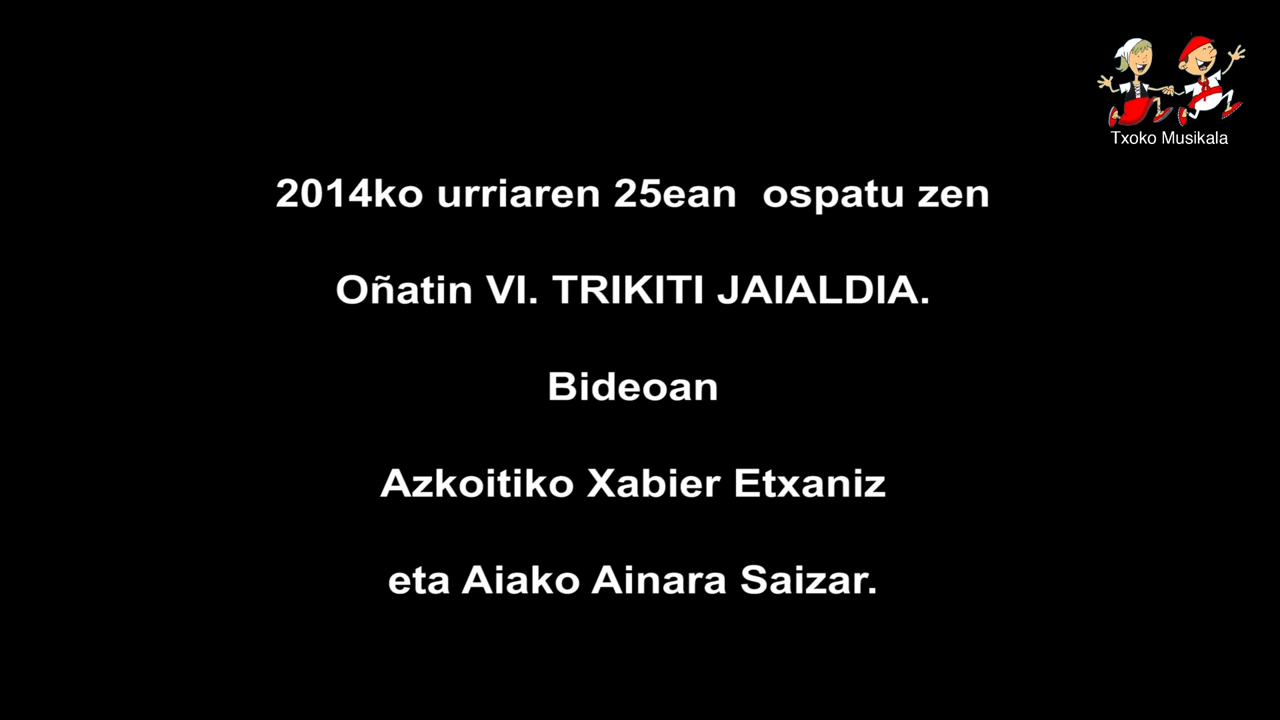 Txoko Musikala
2014ko urriaren 25ean  ospatu zen
Oñatin VI. TRIKITI JAIALDIA.
Bideoan
Azkoitiko Xabier Etxaniz
eta Aiako Ainara Saizar.